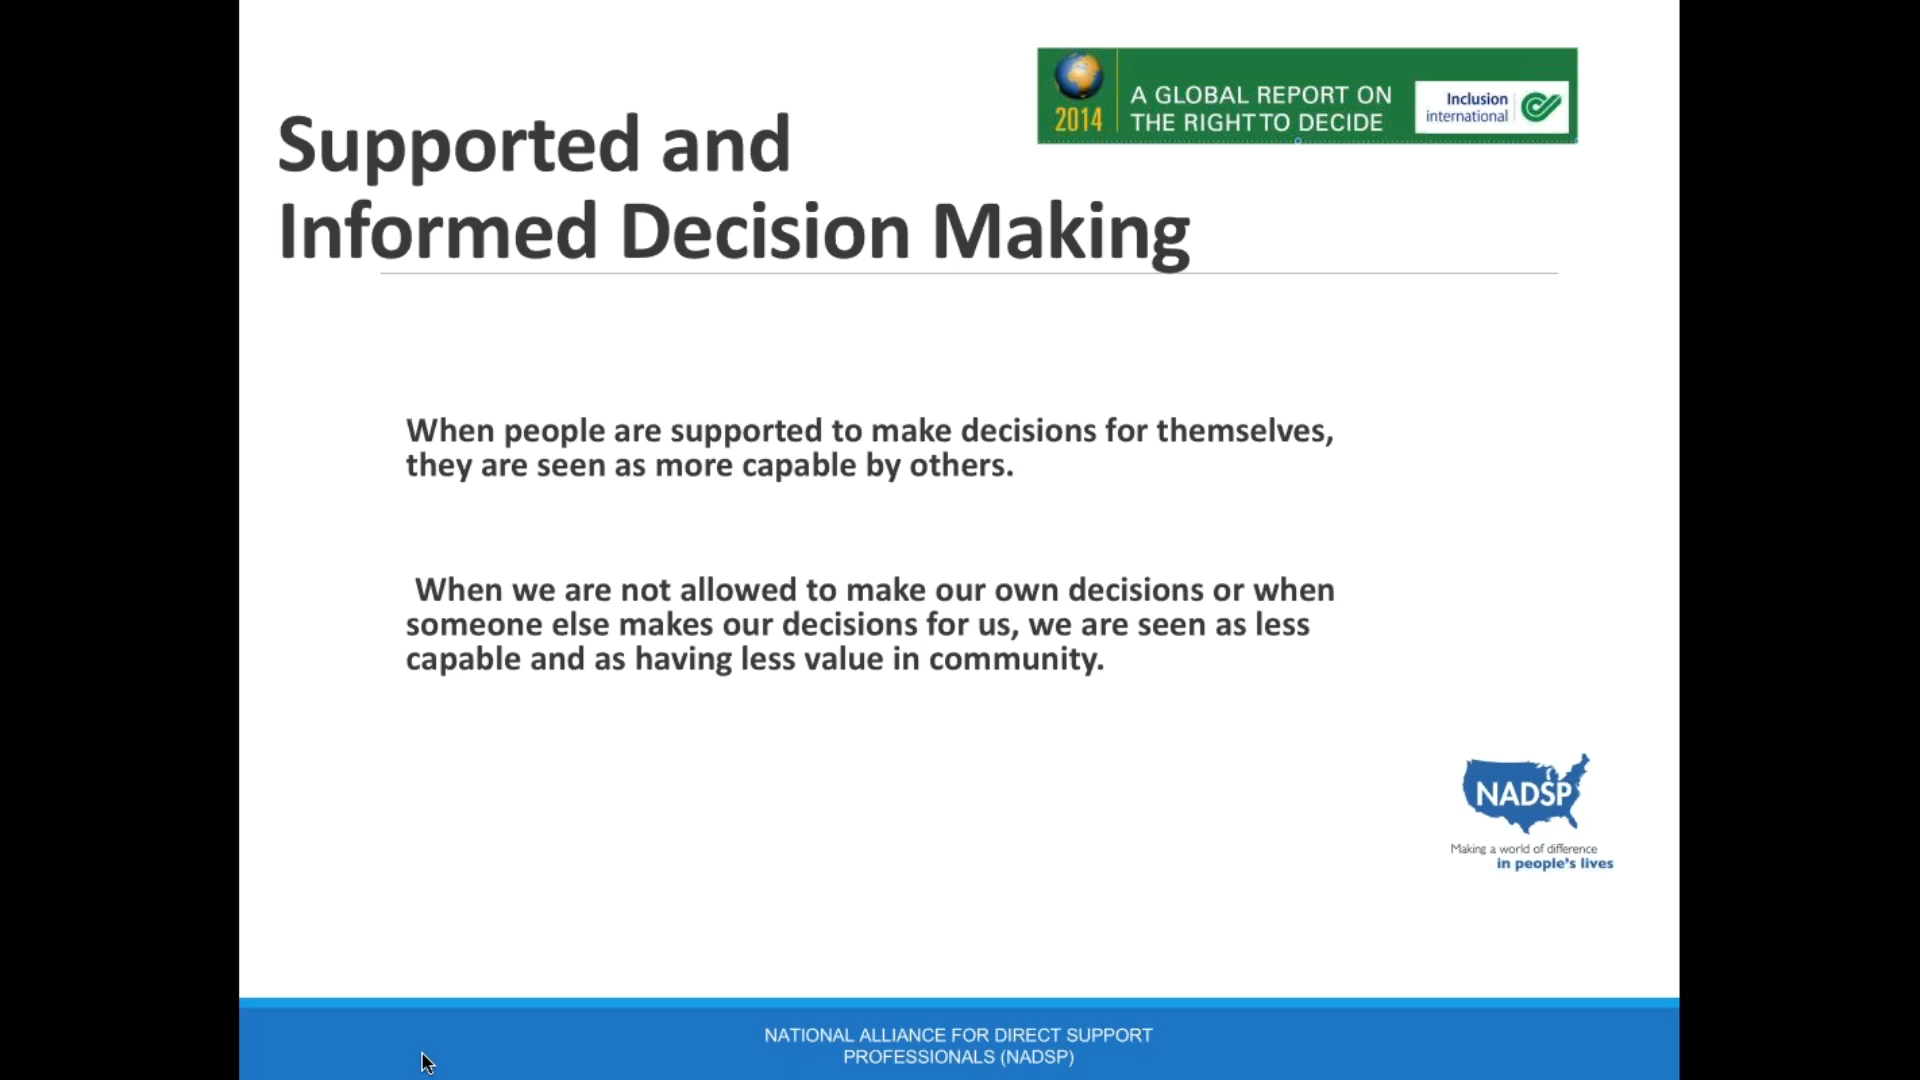 2014
A GLOBAL REPORT ON
THE RIGHT TO DECIDE
Inclusion
international
Supported and
Informed Decision Making
When people are supported to make decisions for themselves,
they are seen as more capable by others.
When we are not allowed to make our own decisions or when
someone else makes our decisions for us, we are seen as less
capable and as having less value in community.
NADSP
Making a world of difference
in people's lives
NATIONAL ALLIANCE FOR DIRECT SUPPORT
PROFESSIONALS (NADSP)